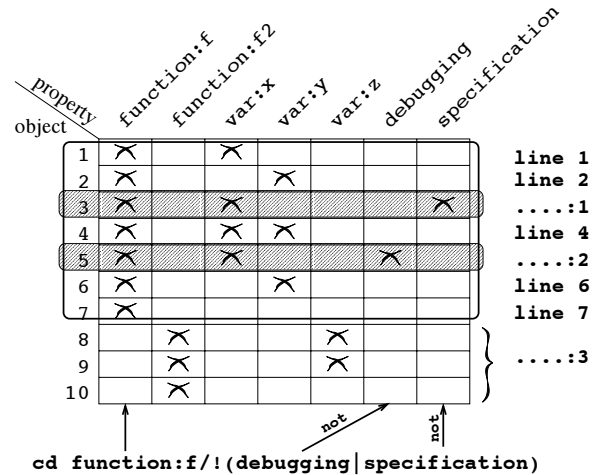 property
object
function:f
function:f2
var:x
var:y
var:z
debugging
specification
1 line 1
2 line 2
3 ....:1
4 line 4
5 ....:2
6 line 6
7 line 7
8
9 ....:3
10
not
not
cd function:f/!(debugging|specification)